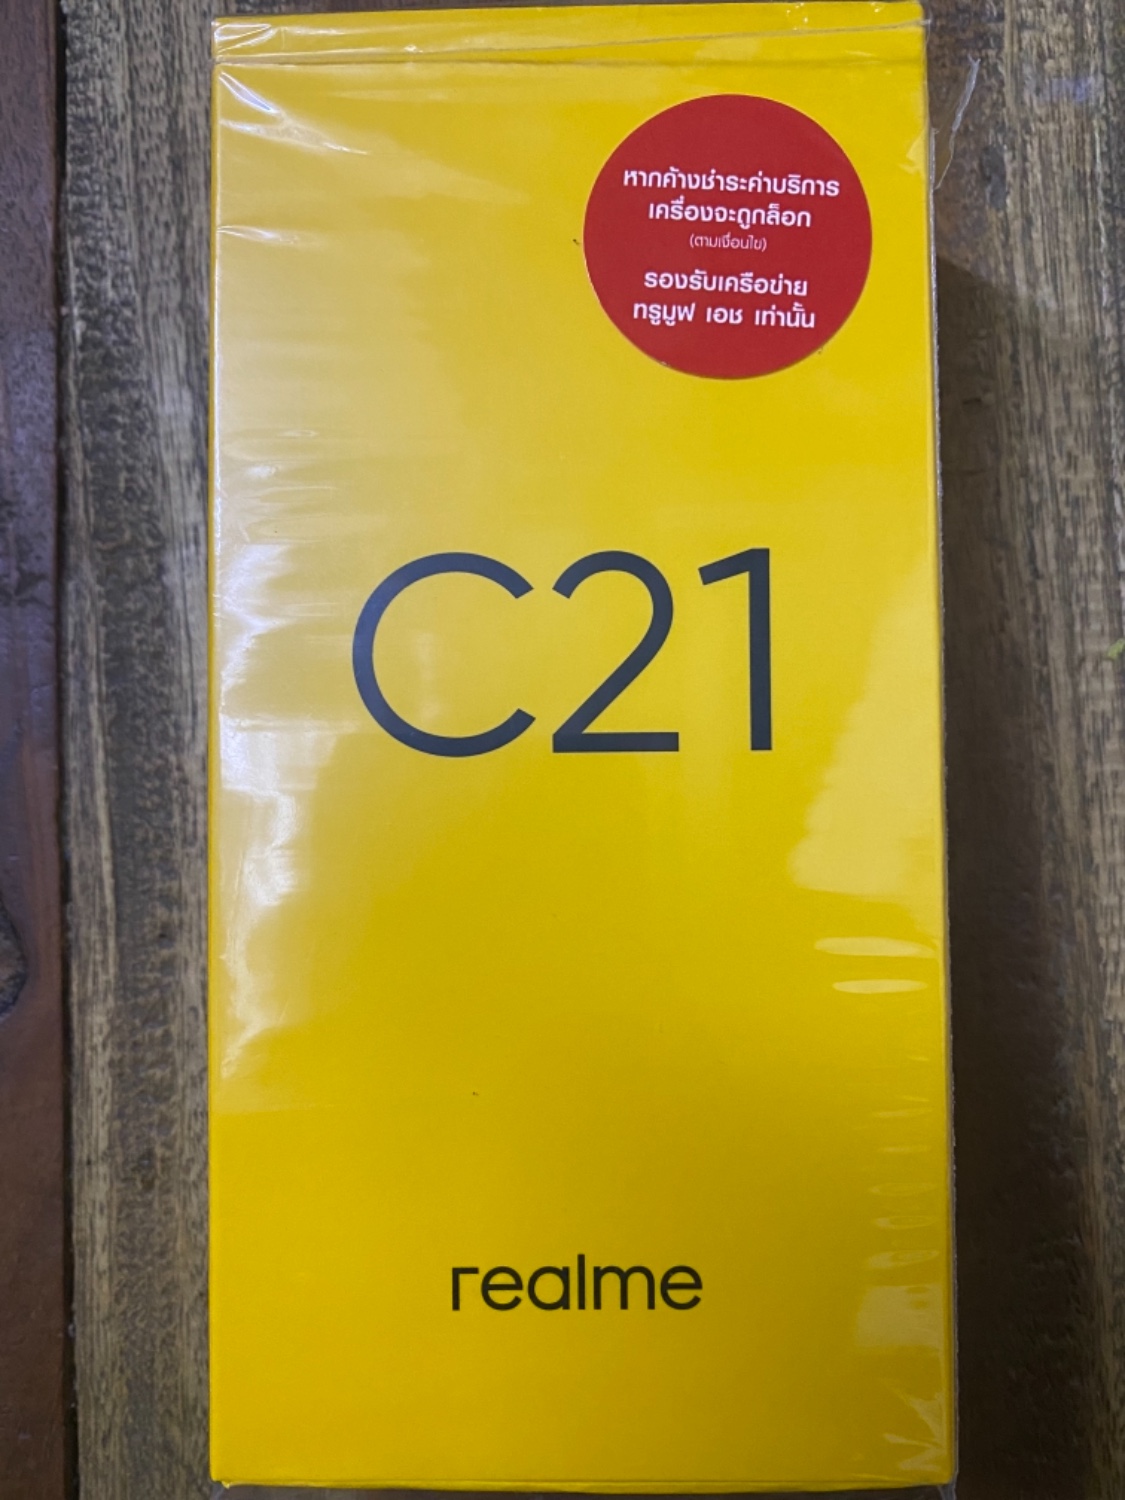 หากค้างชำระค่าบริการ
เครื่องจะถูกล็อก
(ตามเงื่อนไข)
รองรับเครือข่าย
ทรูมูฟ เอช เท่านั้น
C21
realme